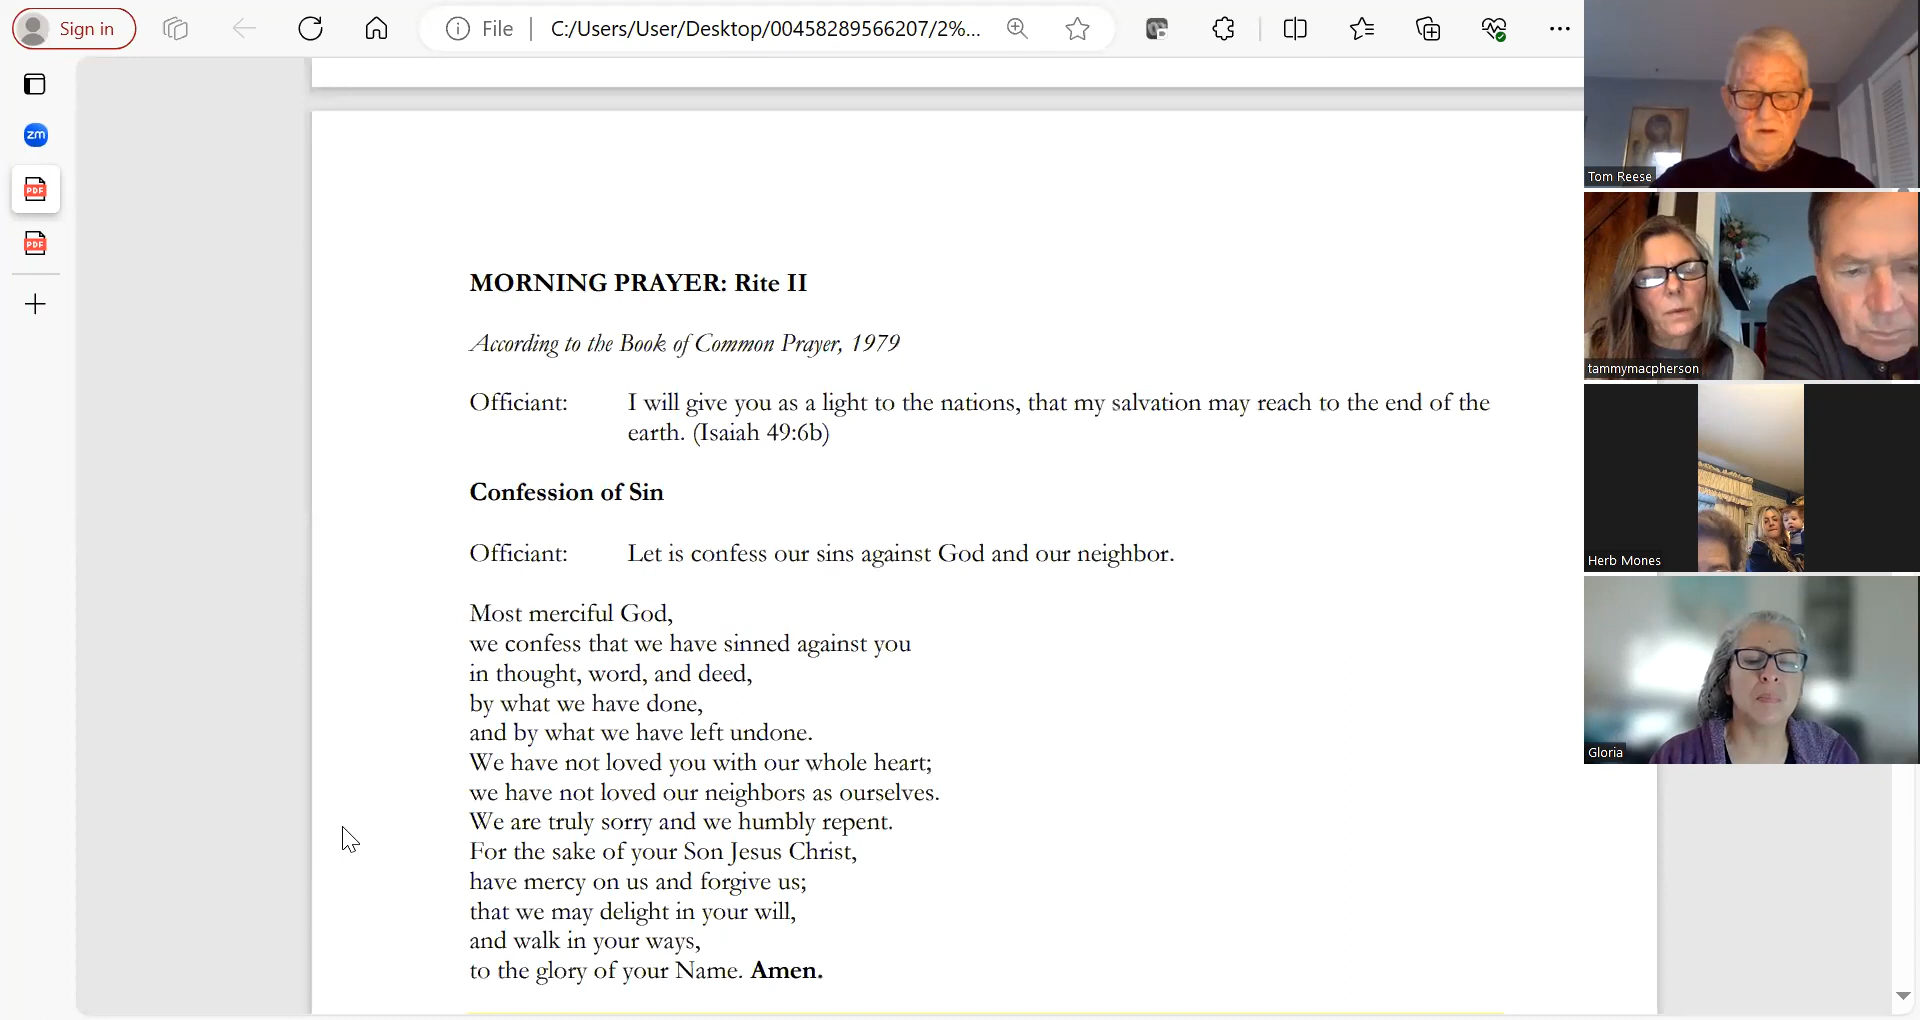 Sign in
File
C:/Users/User/Desktop/00458289566207/2%...
zm
PDF
PDF
MORNING PRAYER: Rite II
According to the Book of Common Prayer, 1979
Officiant: I will give you as a light to the nations, that my salvation may reach to the end of the
earth. (Isaiah 49:6b)
Confession of Sin
Officiant: Let is confess our sins against God and our neighbor.
Most merciful God,
we confess that we have sinned against you
in thought, word, and deed,
by what we have done,
and by what we have left undone.
We have not loved you with our whole heart;
we have not loved our neighbors as ourselves.
We are truly sorry and we humbly repent.
For the sake of your Son Jesus Christ,
have mercy on us and forgive us;
that we may delight in your will,
and walk in your ways,
to the glory of your Name. Amen.
Tom Reese
tammymacpherson
Herb Mones
Gloria